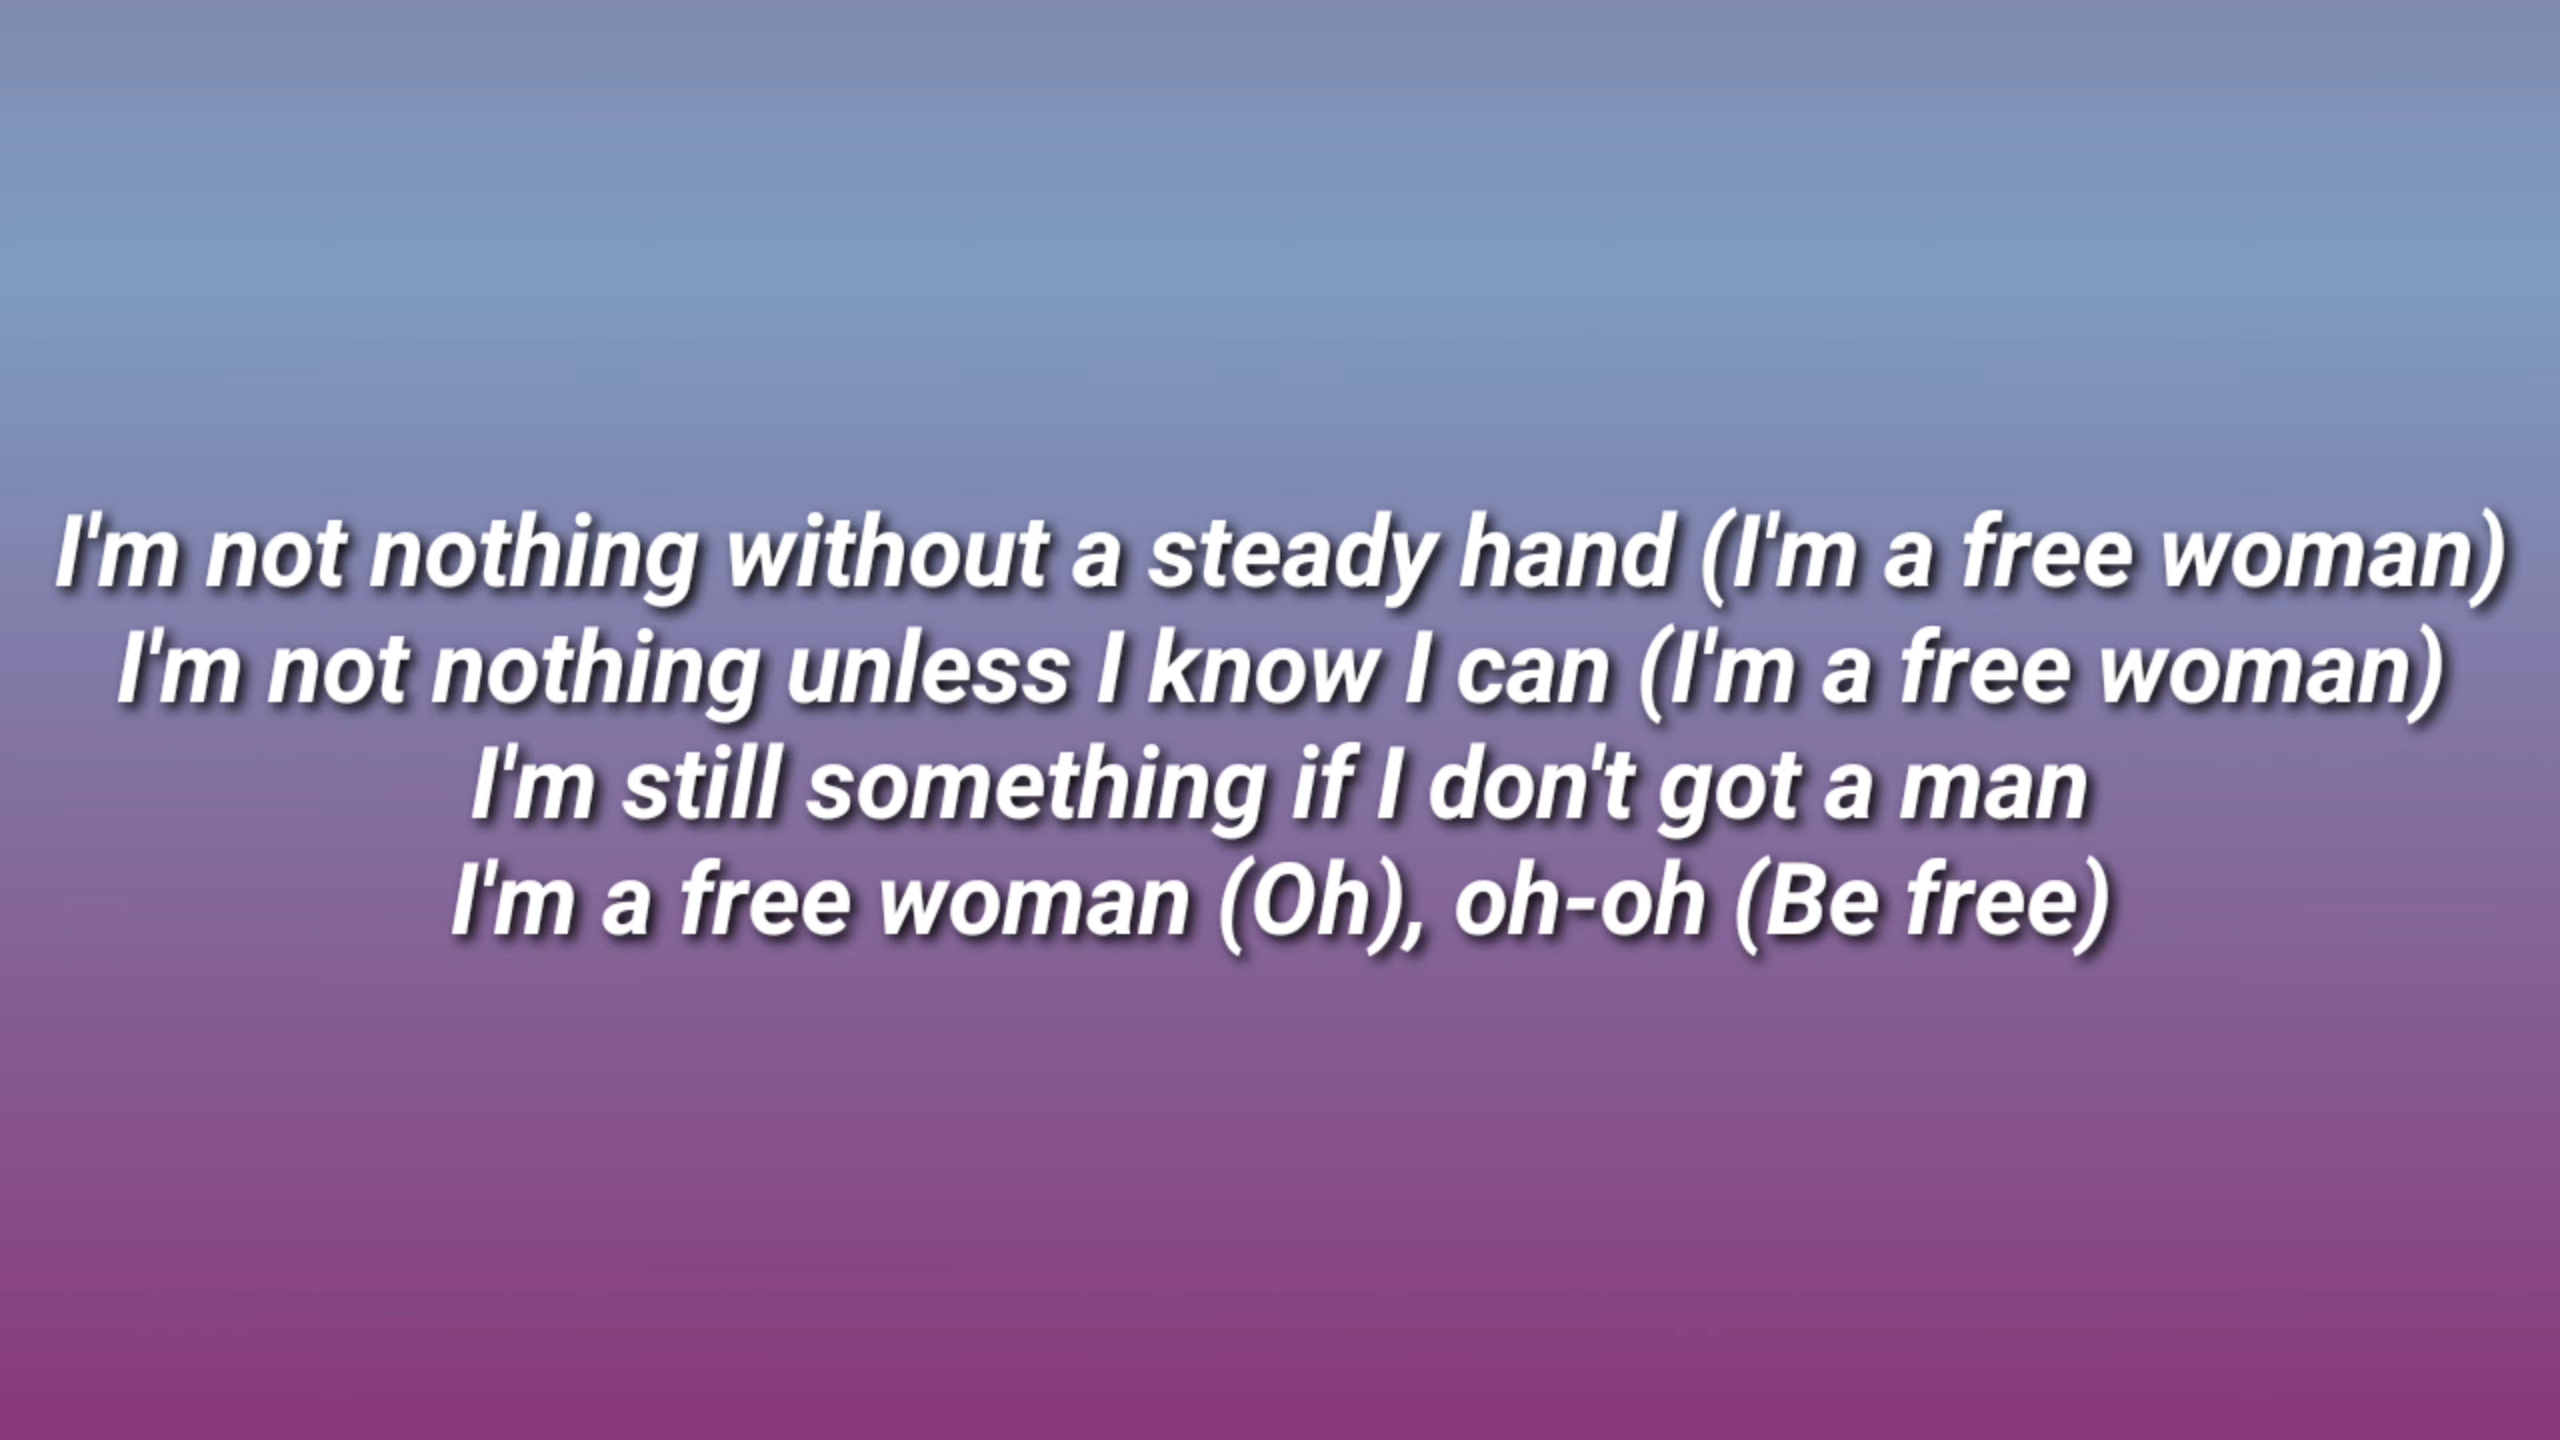 I'm not nothing without a steady hand (I'm a free woman)
I'm not nothing unless I know I can (I'm a free woman)
I'm still something if I don't got a man
I'm a free woman (Oh), oh-oh (Be free)